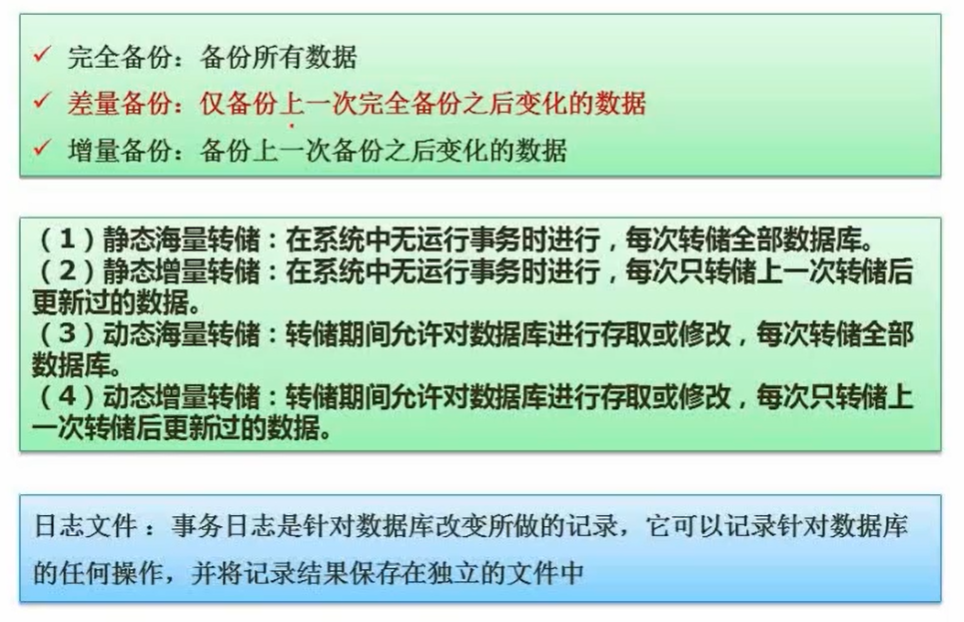 完全备份：备份所有数据
差量备份：仅备份上一次完全备份之后变化的数据
增量备份：备份上一次备份之后变化的数据
（1）静态海量转储：在系统中无运行事务时进行，每次转储全部数据库。
（2）静态增量转储：在系统中无运行事务时进行，每次只转储上一次转储后
更新过的数据。
（3）动态海量转储：转储期间允许对数据库进行存取或修改，每次转储全部
数据库。
（4）动态增量转储：转储期间允许对数据库进行存取或修改，每次只转储上
一次转储后更新过的数据。
日志文件：事务日志是针对数据库改变所做的记录，它可以记录针对数据库
的任何操作，并将记录结果保存在独立的文件中